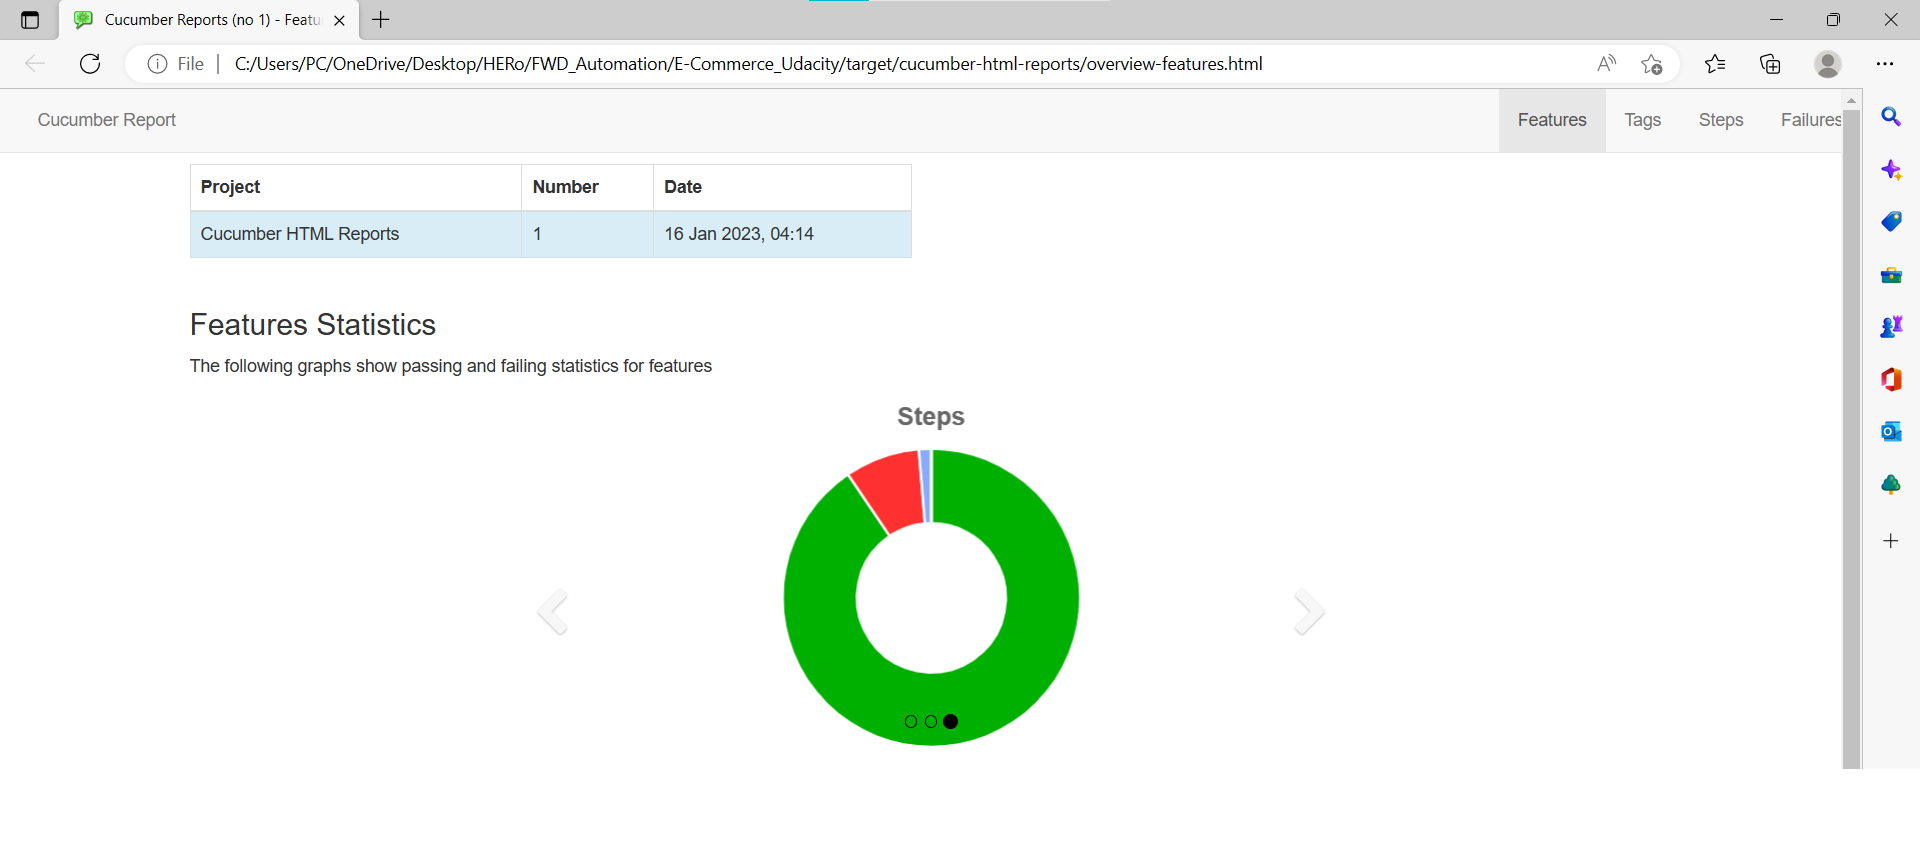 Cucumber Reports (no 1) - Featu
File
C:/Users/PC/OneDrive/Desktop/HERo/FWD_Automation/E-Commerce_Udacity/target/cucumber-html-reports/overview-features.html
Cucumber Report
Features Tags Steps Failures
Project Number Date
Cucumber HTML Reports 1 16 Jan 2023, 04:14
Features Statistics
The following graphs show passing and failing statistics for features
Steps